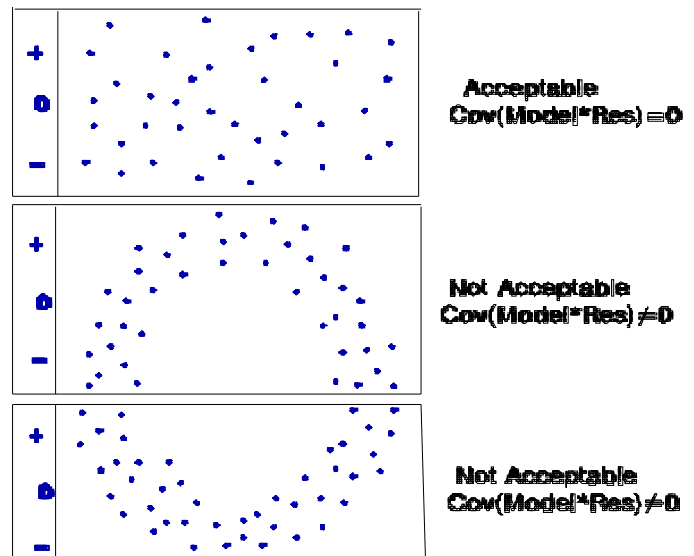 +
0
−
Acceptable
Cov(Model*Res)=0
+
0
−
Not Acceptable
Cov(Model*Res)≠0
+
0
−
Not Acceptable
Cov(Model*Res)≠0